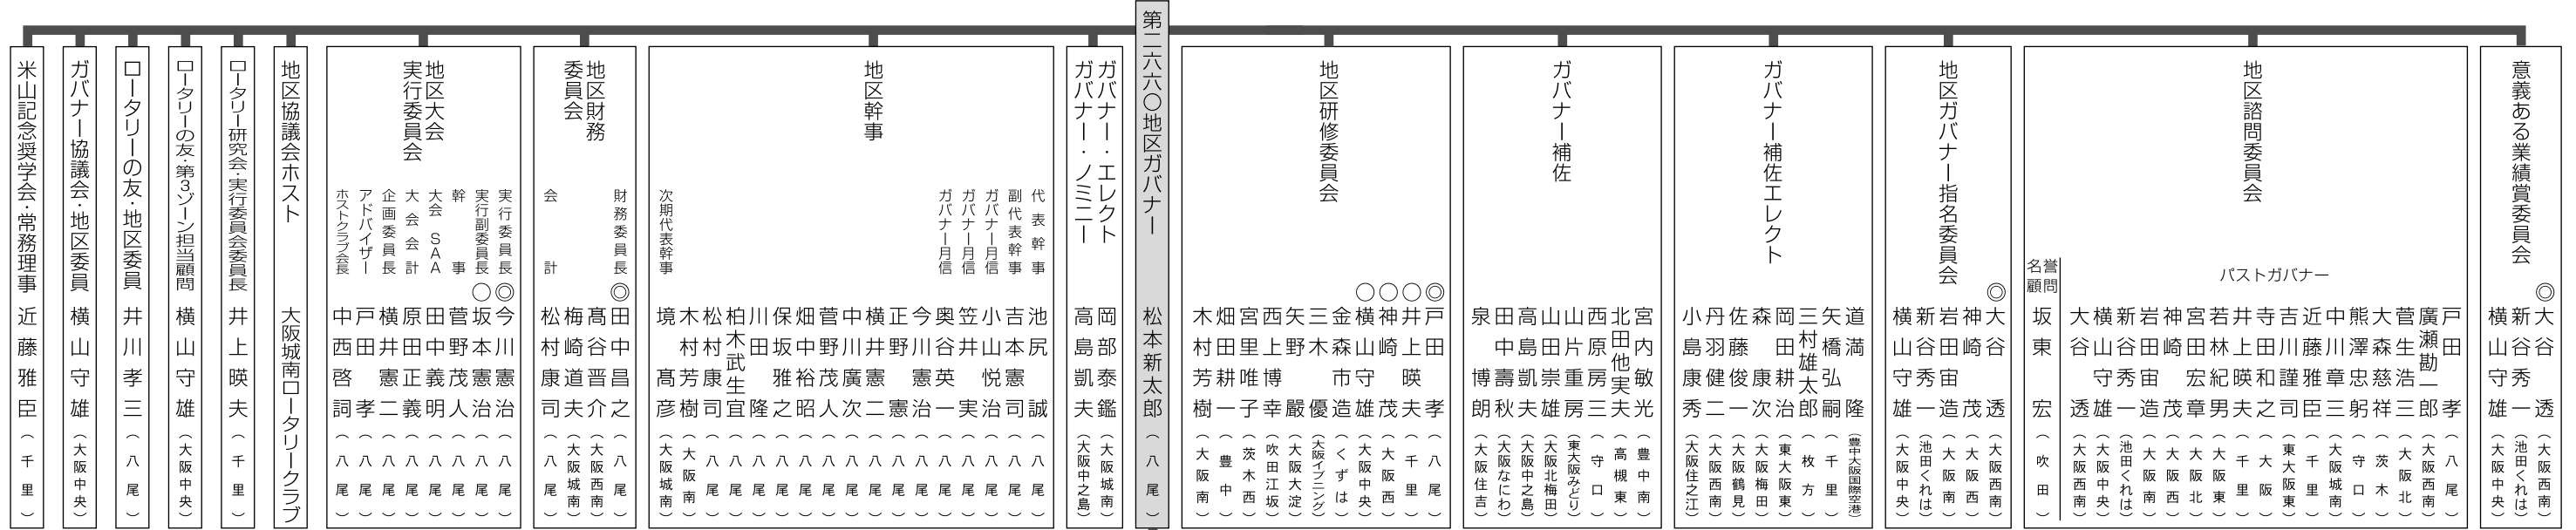 意義ある業績賞委員会
◎大谷 透（大阪西南）
新谷秀一（池田くれは）
横山守雄（大阪中央）
地区諮問委員会
パストガバナー
戸田 孝（八尾）
廣瀬勘一郎（大阪西南）
菅生浩三（大阪北）
大森慈祥（茨木）
熊澤忠躬（守口）
中川章三（大阪城南）
近藤雅臣（千里）
吉川謹司（東大阪東）
寺田和之（大阪）
井上暎夫（千里）
若林紀男（大阪東）
宮田宏章（大阪北）
神崎 茂（大阪西）
岩田宙造（大阪南）
新谷秀一（池田くれは）
横山守雄（大阪中央）
大谷 透（大阪西南）
名誉顧問
坂東 宏（吹田）
地区ガバナー指名委員会
◎大谷 透（大阪西南）
神崎 茂（大阪西）
岩田宙造（大阪南）
新谷秀一（池田くれは）
横山守雄（大阪中央）
ガバナー補佐エレクト
道満 隆（豊中大阪国際空港）
矢橋弘嗣（千里）
三村雄太郎（枚方）
岡田耕治（東大阪東）
森 康次（大阪梅田）
佐藤俊一（大阪鶴見）
丹羽健二（大阪西南）
小島康秀（大阪住之江）
ガバナー補佐
宮内敏光（豊中南）
北田他実夫（高槻東）
西原房三（守口）
山片重房（東大阪みどり）
山田崇雄（大阪北梅田）
高島凱夫（大阪中之島）
田中壽秋（大阪なにわ）
泉 博朗（大阪住吉）
地区研修委員会
◎戸田 孝（八尾）
○井上暎夫（千里）
○神崎 茂（大阪西）
○横山守雄（大阪中央）
金森市造（くずは）
三木 優（大阪イブニング）
矢野 嚴（大阪大淀）
西上博幸（吹田江坂）
宮里唯子（茨木西）
畑田耕一（豊中）
木村芳樹（大阪南）
第二六六〇地区ガバナー 松本新太郎（八尾）
ガバナー・エレクト 岡部泰鑑（大阪城南）
ガバナー・ノミニー 高島凱夫（大阪中之島）
地区幹事
代表幹事 池尻 誠（八尾）
副代表幹事 吉本憲司（八尾）
ガバナー月信 小山悦治（八尾）
ガバナー月信 笠井 実（八尾）
ガバナー月信 奥谷英一（八尾）
今川憲治（八尾）
正野 憲（八尾）
横井憲二（八尾）
中川廣次（八尾）
菅野茂人（八尾）
畑中裕昭（八尾）
保坂雅之（八尾）
川田 隆（八尾）
柏木武生宜（八尾）
松村康司（八尾）
木村芳樹（大阪南）
次期代表幹事 境 髙彦（大阪城南）
地区財務
委員会
財務委員長 ◎田中昌之（八尾）
髙谷晋介（大阪西南）
梅崎道夫（大阪城南）
会計 松村康司（八尾）
地区大会
実行委員会
実行委員長 ◎今川憲治（八尾）
実行副委員長 ○坂本憲治（八尾）
幹事 菅野茂人（八尾）
大会SAA 田中義明（八尾）
大会会計 原田正義（八尾）
企画委員長 横井憲二（八尾）
アドバイザー 戸田 孝（八尾）
ホストクラブ会長 中西啓詞（八尾）
地区協議会ホスト 大阪城南ロータリークラブ
ロータリー研究会・実行委員会委員長 井上暎夫（千里）
ロータリーの友・第3ゾーン担当顧問 横山守雄（大阪中央）
ロータリーの友・地区委員 井川孝三（八尾）
ガバナー協議会・地区委員 横山守雄（大阪中央）
米山記念奨学会・常務理事 近藤雅臣（千里）